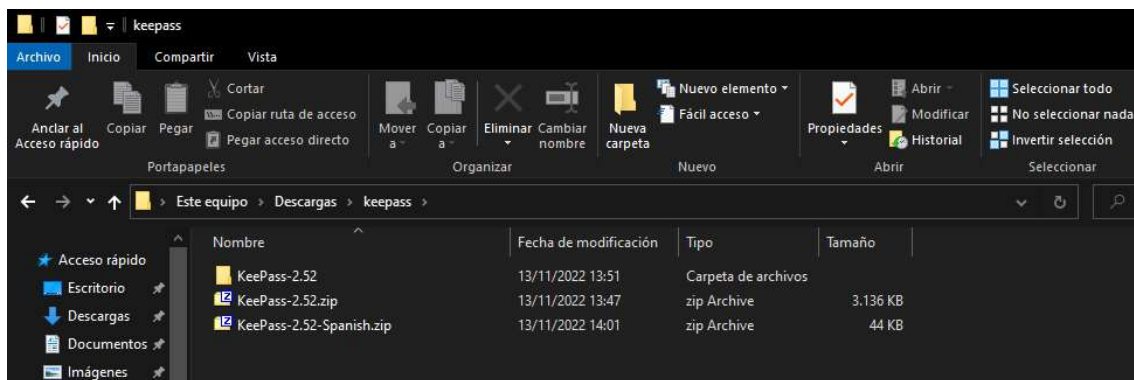 keepass
Archivo Inicio Compartir Vista
Anclar al Acceso rápido
Copiar
Pegar
Cortar
Copiar ruta de acceso
Pegar acceso directo
Portapapeles
Mover a
Copiar a
Eliminar
Cambiar nombre
Organizar
Nueva carpeta
Nuevo elemento
Fácil acceso
Nuevo
Propiedades
Abrir
Modificar
Historial
Abrir
Seleccionar todo
No seleccionar nada
Invertir selección
Seleccionar
Este equipo > Descargas > keepass >
Nombre Fecha de modificación Tipo Tamaño
KeePass-2.52 13/11/2022 13:51 Carpeta de archivos
KeePass-2.52.zip 13/11/2022 13:47 zip Archive 3.136 KB
KeePass-2.52-Spanish.zip 13/11/2022 14:01 zip Archive 44 KB
Acceso rápido
Escritorio
Descargas
Documentos
Imágenes